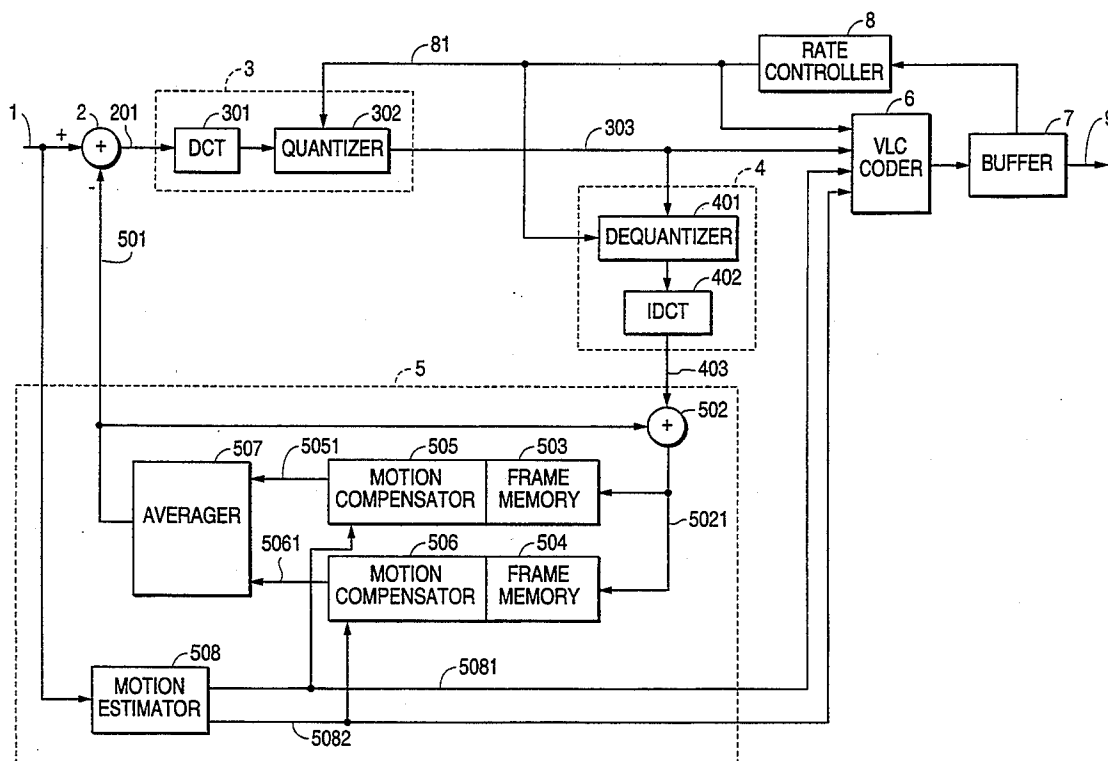 8
81
RATE
CONTROLLER
3
1
2
201
301
302
6
7
9
+
+
DCT
QUANTIZER
303
VLC
CODER
BUFFER
-
4
401
501
DEQUANTIZER
402
IDCT
5
403
502
+
507
5051
505
503
AVERAGER
MOTION
COMPENSATOR
FRAME
MEMORY
5021
5061
506
504
MOTION
COMPENSATOR
FRAME
MEMORY
508
5081
MOTION
ESTIMATOR
5082